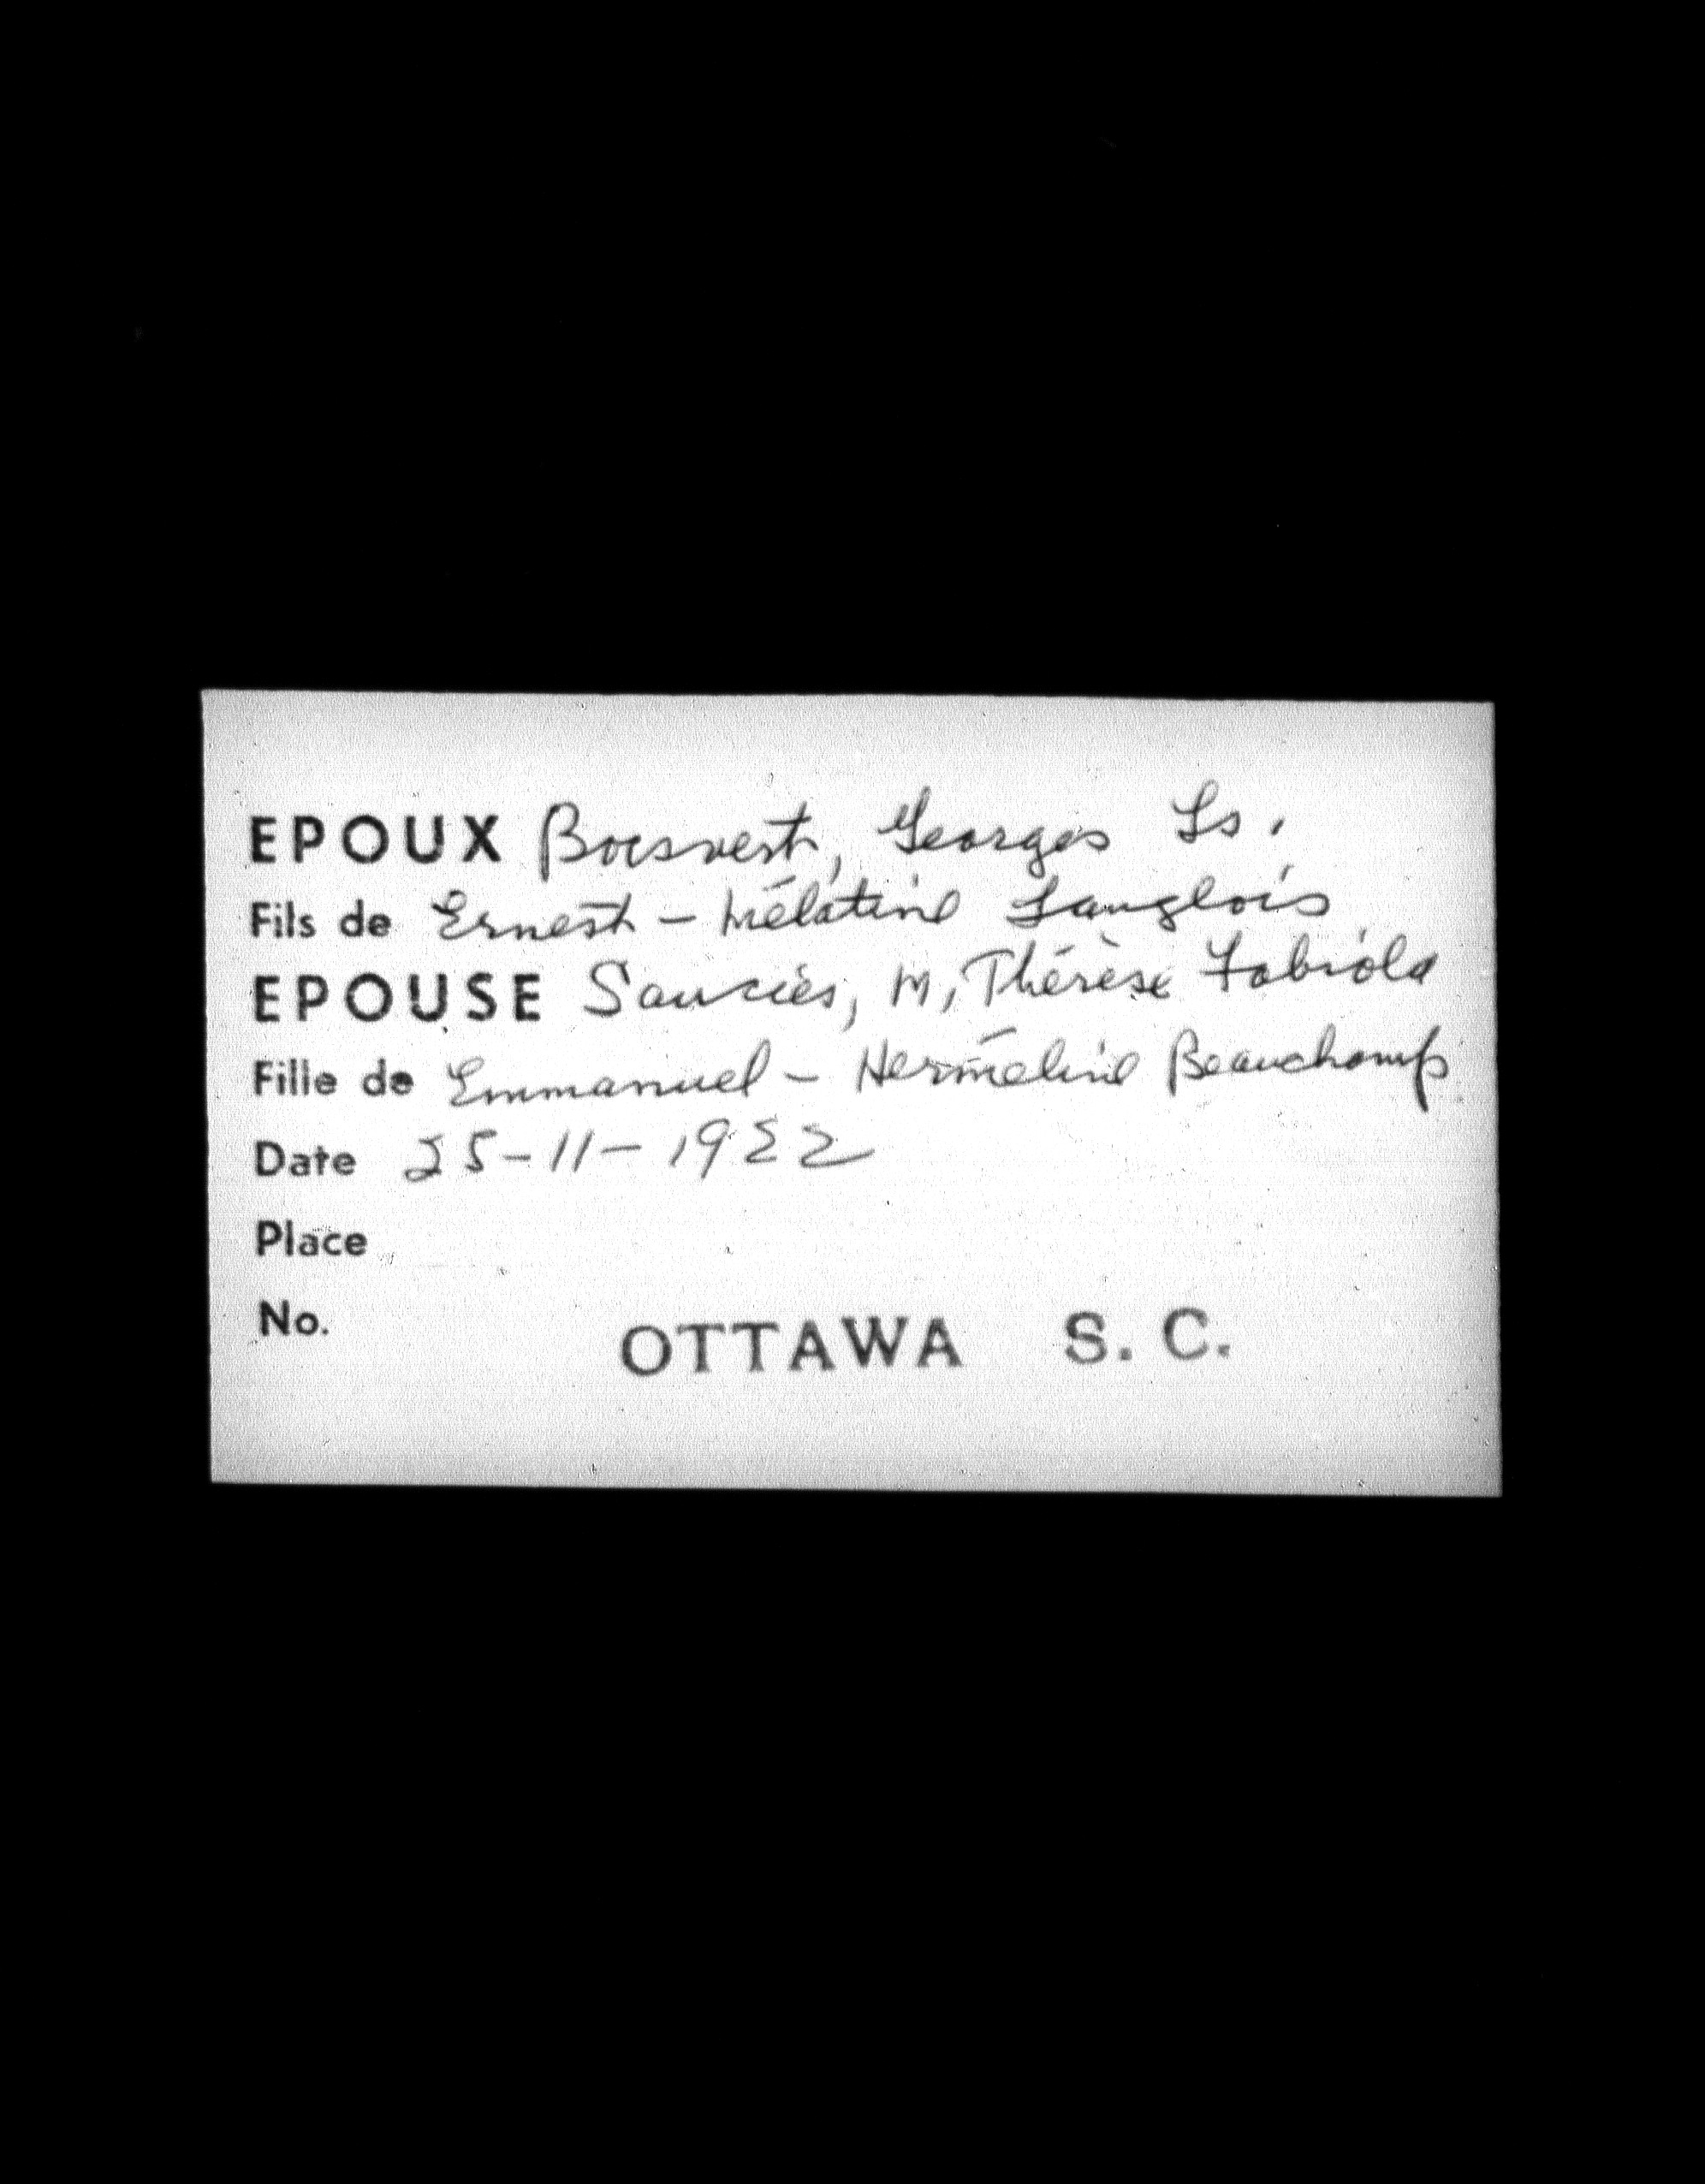 EPOUX Boisvert, Georges Ls.
Fils de Ernest - Mélatine Langlois
EPOUSE Sauciès, M, Thérèse Fabiola
Fille de Emmanuel - Herméline Beauchamp
Date 25-11-1922
Place
No.
OTTAWA S. C.